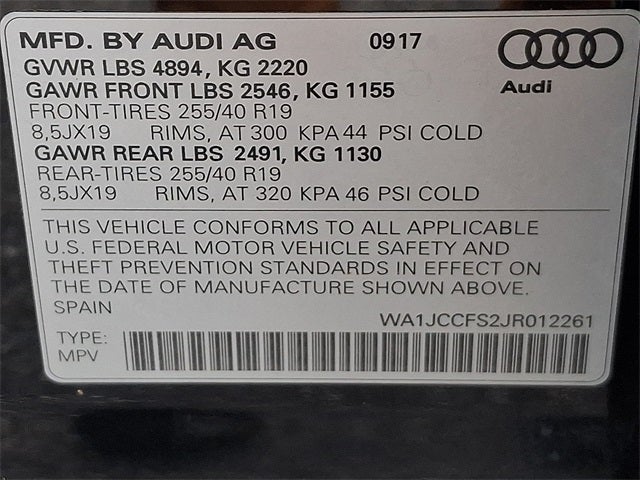 MFD. BY AUDI AG 0917
GVWR LBS 4894, KG 2220
GAWR FRONT LBS 2546, KG 1155
Audi
FRONT-TIRES 255/40 R19
8,5JX19 RIMS, AT 300 KPA 44 PSI COLD
GAWR REAR LBS 2491, KG 1130
REAR-TIRES 255/40 R19
8,5JX19 RIMS, AT 320 KPA 46 PSI COLD
THIS VEHICLE CONFORMS TO ALL APPLICABLE
U.S. FEDERAL MOTOR VEHICLE SAFETY AND
THEFT PREVENTION STANDARDS IN EFFECT ON
THE DATE OF MANUFACTURE SHOWN ABOVE.
SPAIN
WA1JCCFS2JR012261
TYPE:
MPV